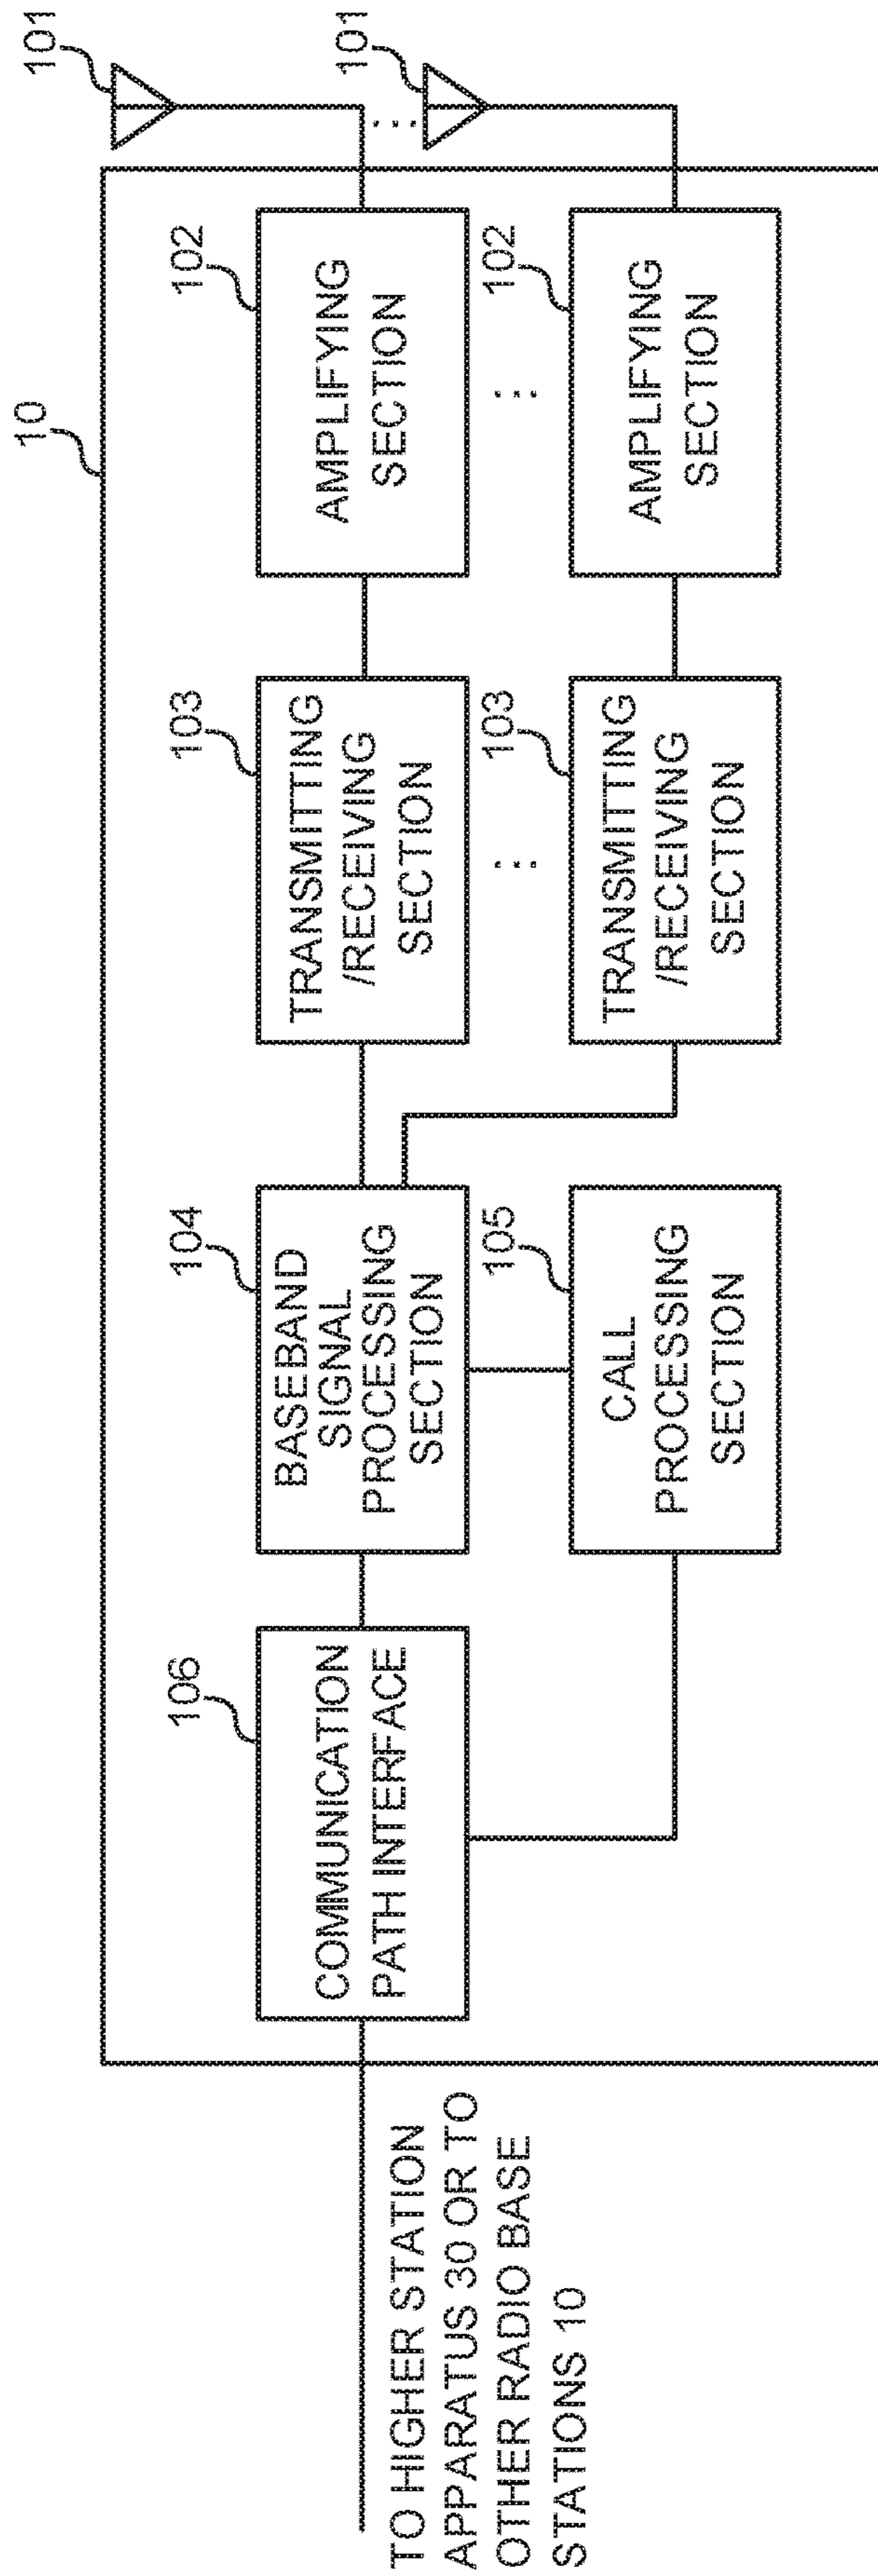 10
101
101
102
AMPLIFYING
SECTION
102
AMPLIFYING
SECTION
103
TRANSMITTING
/RECEIVING
SECTION
103
TRANSMITTING
/RECEIVING
SECTION
104
BASEBAND
SIGNAL
PROCESSING
SECTION
105
CALL
PROCESSING
SECTION
106
COMMUNICATION
PATH INTERFACE
TO HIGHER STATION
APPARATUS 30 OR TO
OTHER RADIO BASE
STATIONS 10